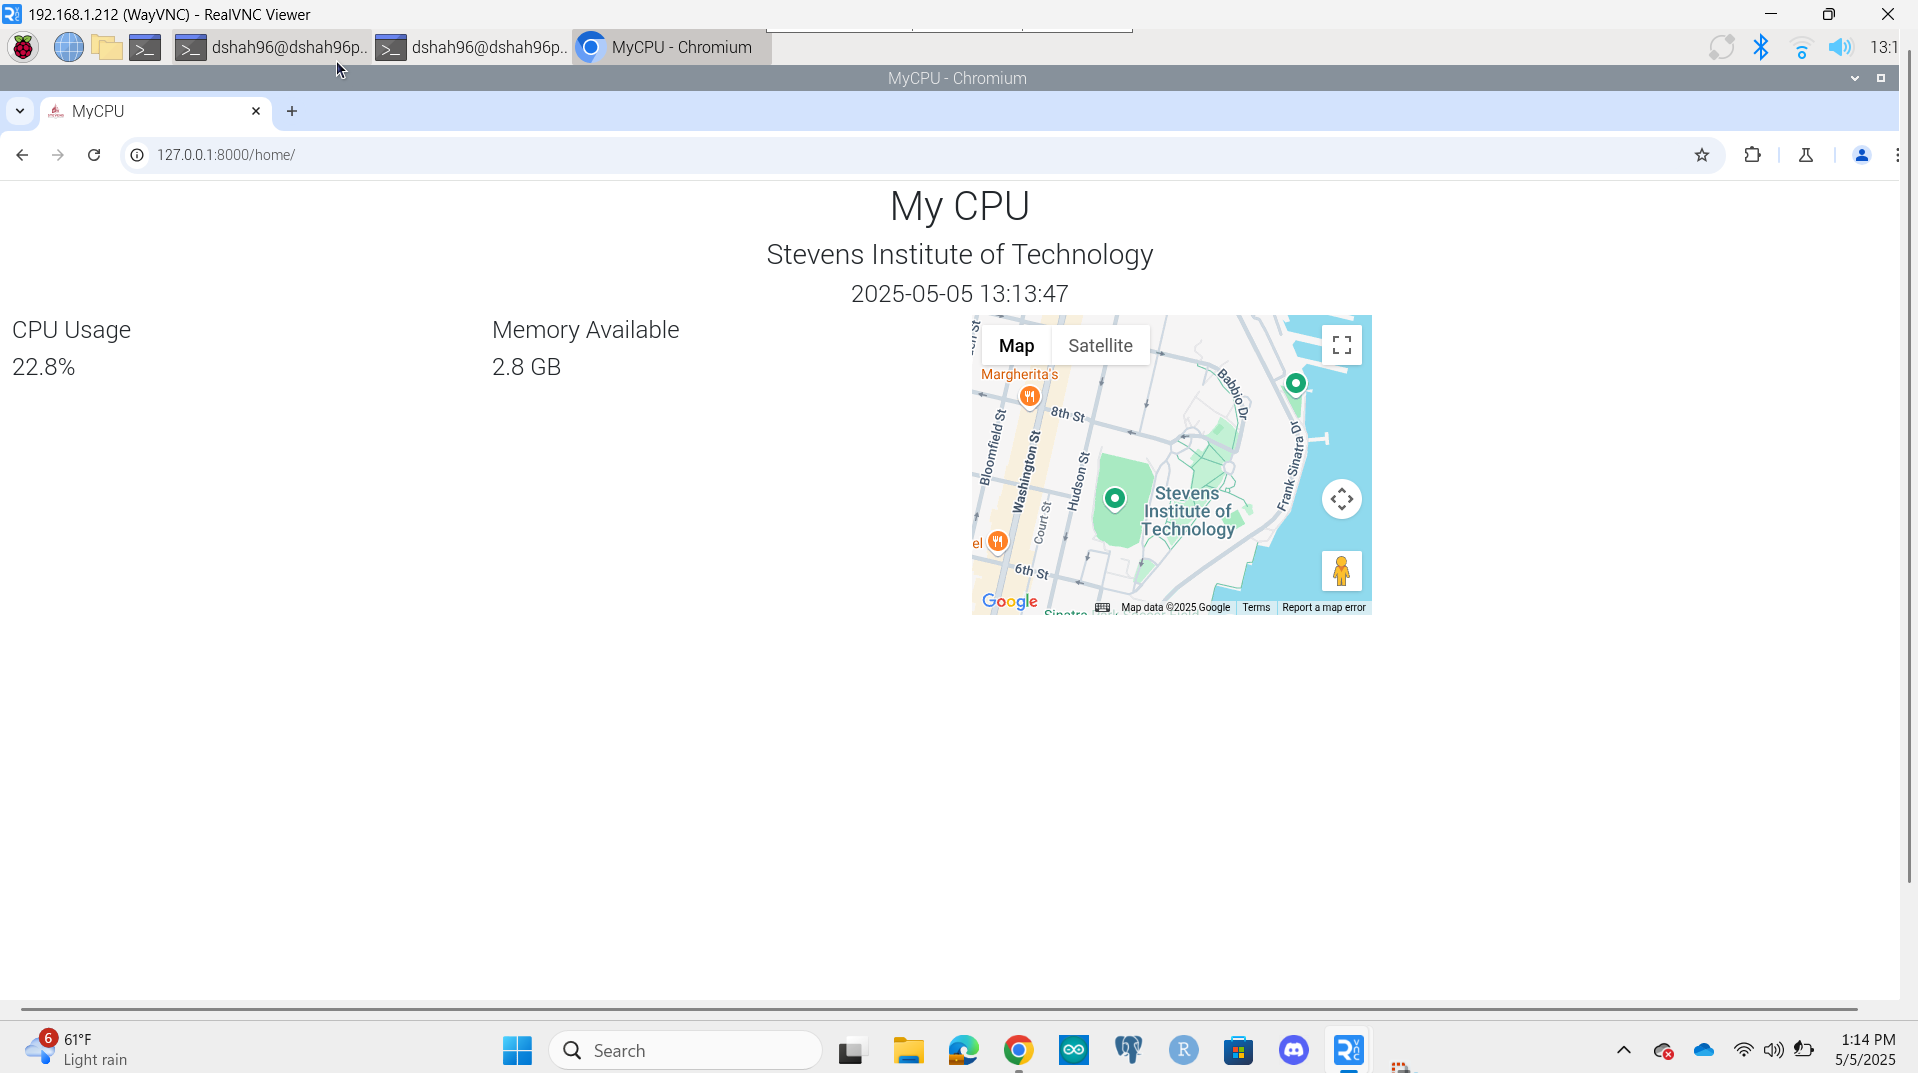 192.168.1.212 (WayVNC) - RealVNC Viewer
dshah96@dshah96p..
dshah96@dshah96p..
MyCPU - Chromium
13:1
MyCPU - Chromium
MyCPU
127.0.0.1:8000/home/
My CPU
Stevens Institute of Technology
2025-05-05 13:13:47
CPU Usage
22.8%
Memory Available
2.8 GB
Map
Satellite
Margherita's
8th St
Babbio Dr
Bloomfield St
Washington St
Hudson St
Court St
Frank Sinatra Dr
Stevens
Institute of
Technology
el
6th St
Google
Map data ©2025 Google
Terms
Report a map error
6
61°F
Light rain
Search
R
1:14 PM
5/5/2025